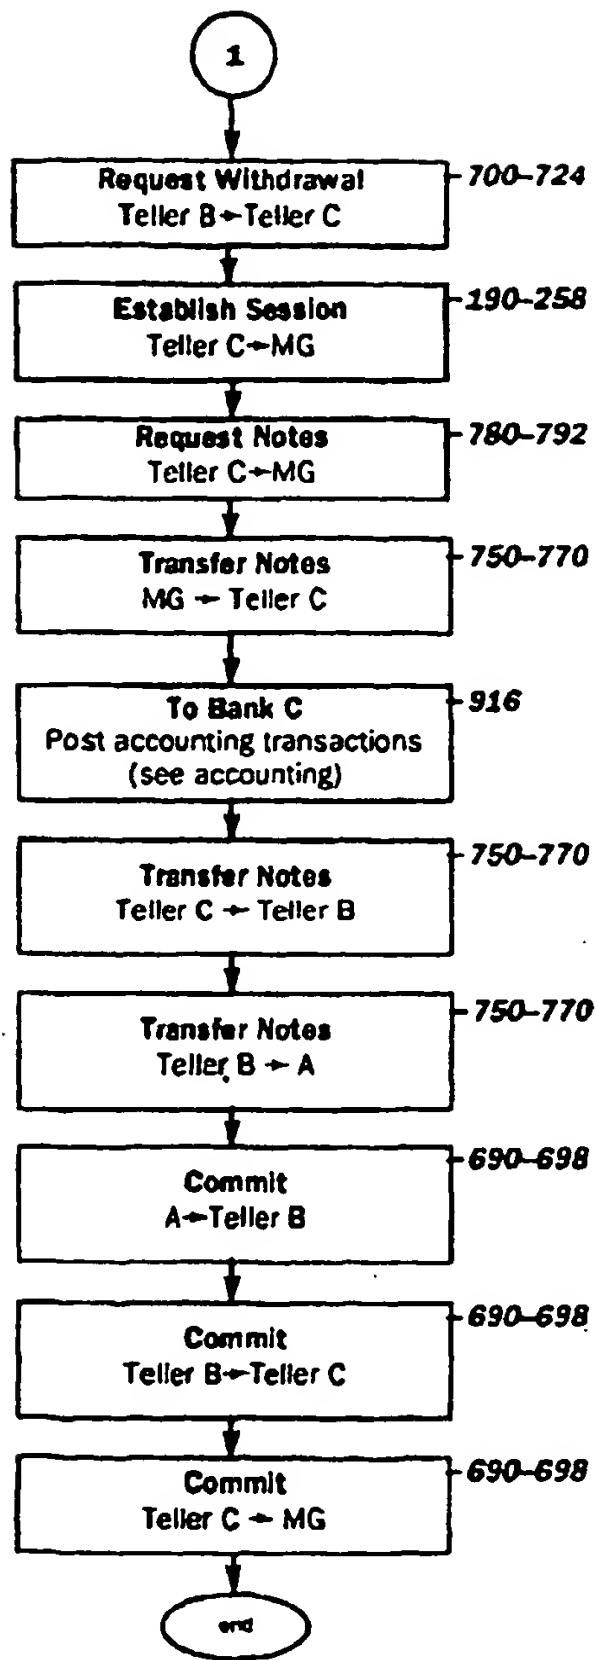 1
Request Withdrawal
Teller B→Teller C
700–724
Establish Session
Teller C→MG
190–258
Request Notes
Teller C→MG
780–792
Transfer Notes
MG → Teller C
750–770
To Bank C
Post accounting transactions
(see accounting)
916
Transfer Notes
Teller C → Teller B
750–770
Transfer Notes
Teller B → A
750–770
Commit
A→Teller B
690–698
Commit
Teller B→Teller C
690–698
Commit
Teller C → MG
690–698
end